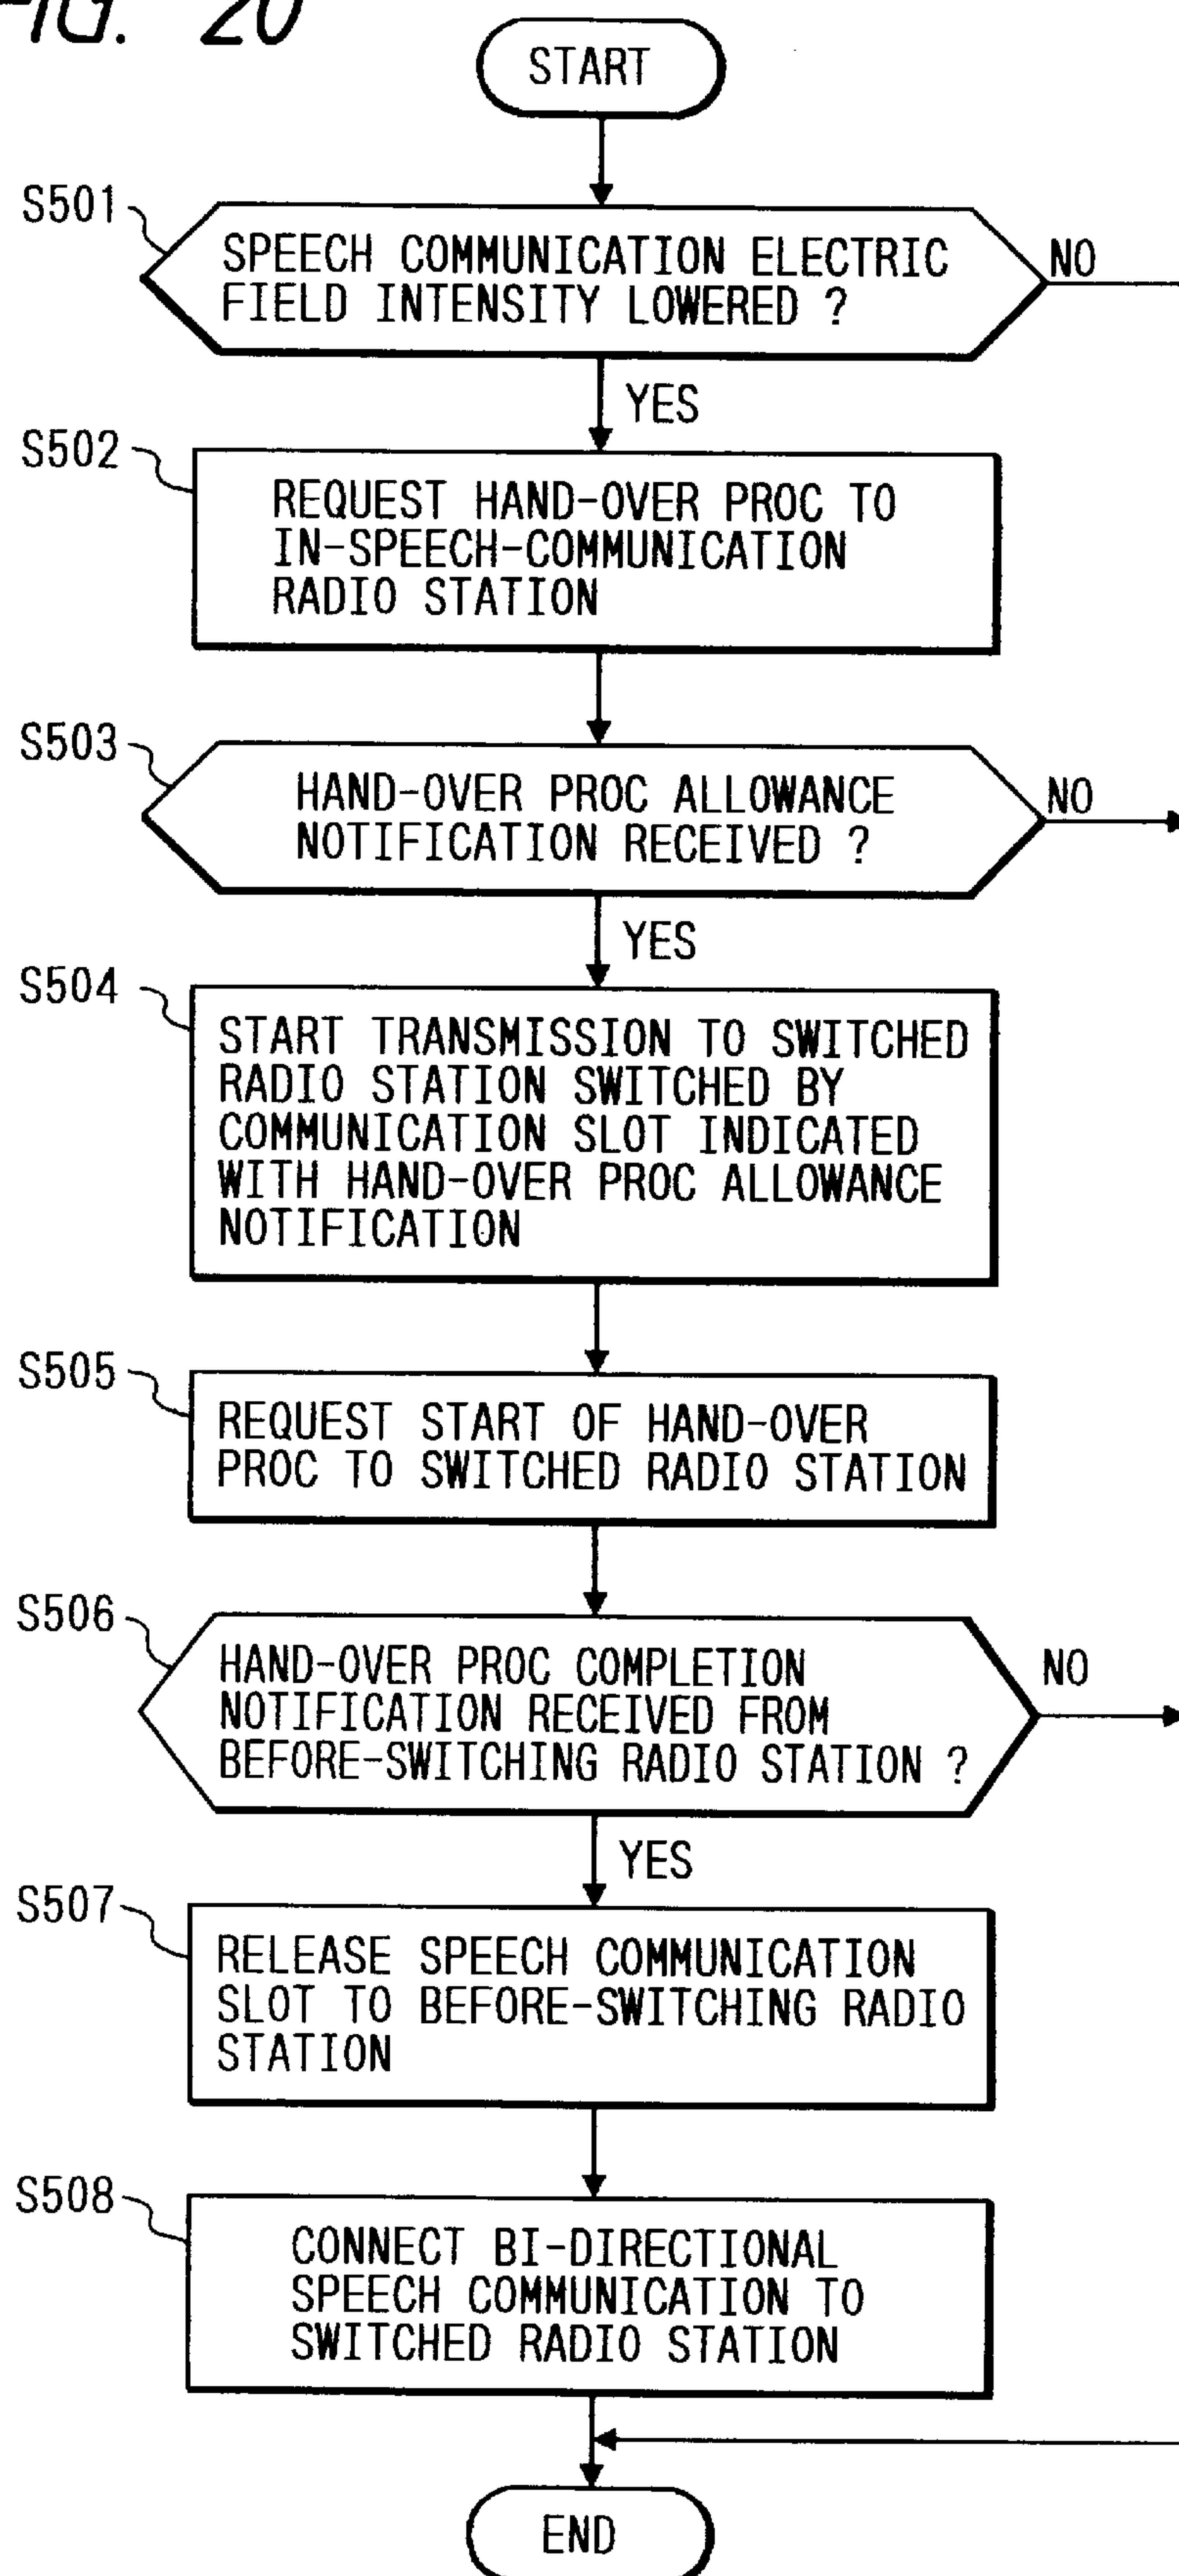 FIG. 20
START
S501
SPEECH COMMUNICATION ELECTRIC
FIELD INTENSITY LOWERED ?
NO
YES
S502
REQUEST HAND-OVER PROC TO
IN-SPEECH-COMMUNICATION
RADIO STATION
S503
HAND-OVER PROC ALLOWANCE
NOTIFICATION RECEIVED ?
NO
YES
S504
START TRANSMISSION TO SWITCHED
RADIO STATION SWITCHED BY
COMMUNICATION SLOT INDICATED
WITH HAND-OVER PROC ALLOWANCE
NOTIFICATION
S505
REQUEST START OF HAND-OVER
PROC TO SWITCHED RADIO STATION
S506
HAND-OVER PROC COMPLETION
NOTIFICATION RECEIVED FROM
BEFORE-SWITCHING RADIO STATION ?
NO
YES
S507
RELEASE SPEECH COMMUNICATION
SLOT TO BEFORE-SWITCHING RADIO
STATION
S508
CONNECT BI-DIRECTIONAL
SPEECH COMMUNICATION TO
SWITCHED RADIO STATION
END